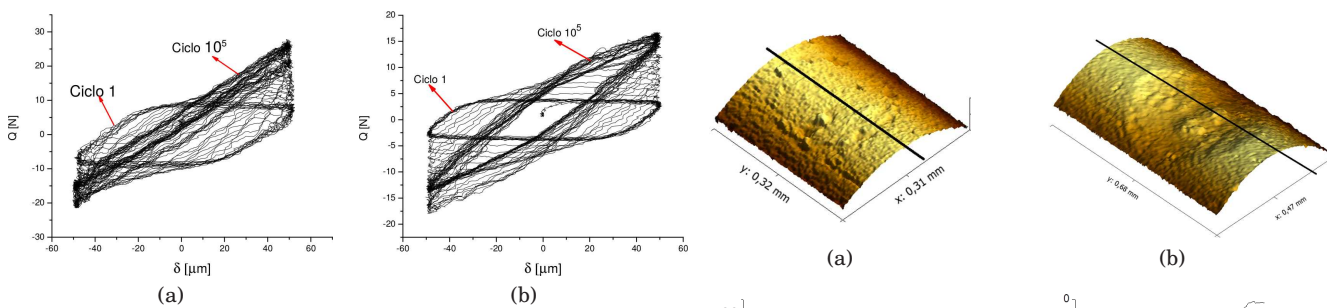 35
30
20
10
0
-10
-20
-30
Q [N]
Ciclo 10⁵
Ciclo 1
-60 -40 -20 0 20 40 60
δ [µm]
(a)
20
15
10
5
0
-5
-10
-15
-20
Q [N]
Ciclo 10⁵
Ciclo 1
-60 -40 -20 0 20 40 60
δ [µm]
(b)
y: 0,32 mm
x: 0,31 mm
(a)
y: 0,68 mm
x: 0,47 mm
(b)
0